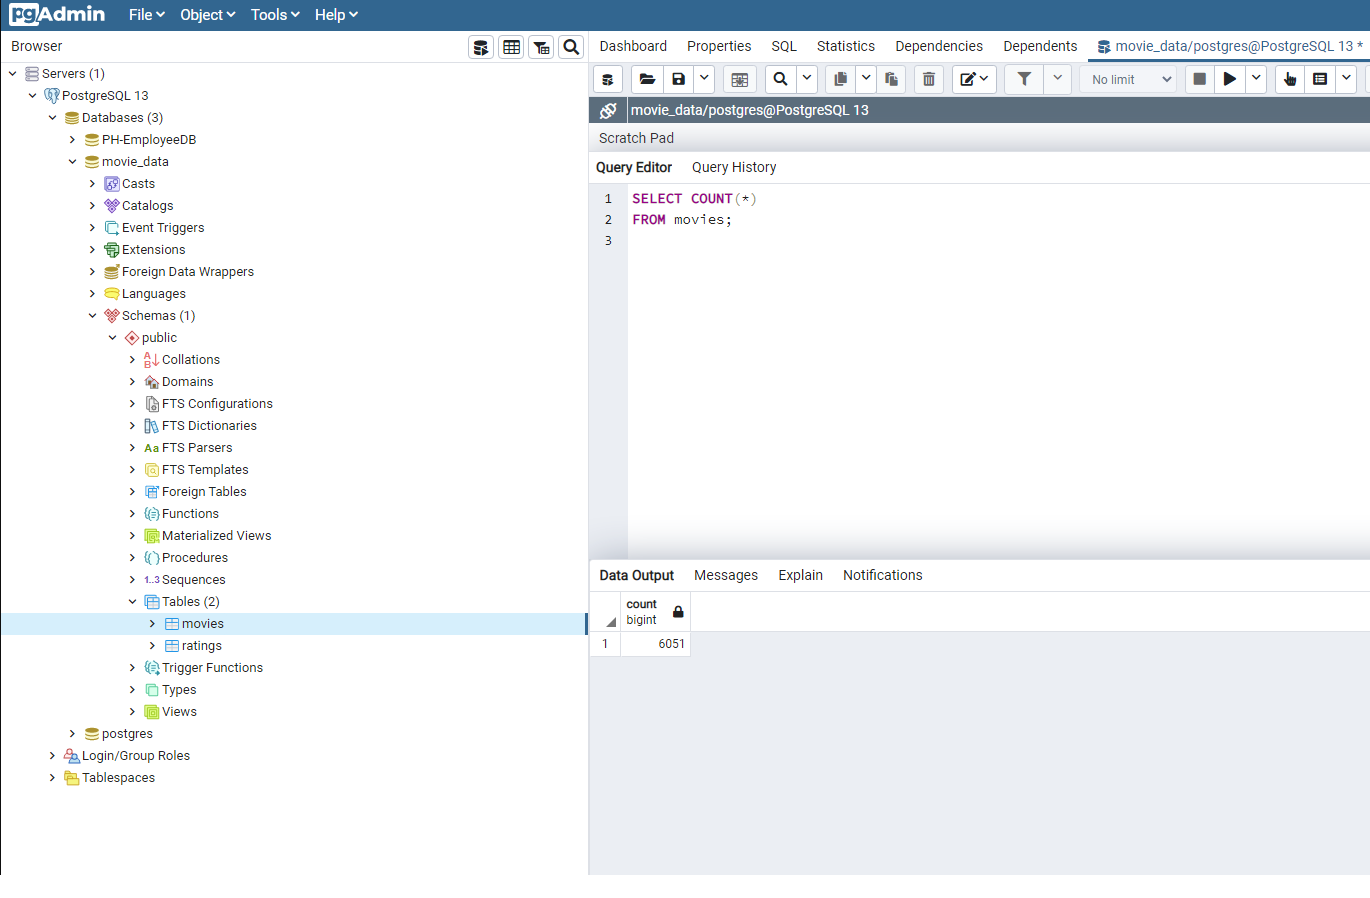 pgAdmin File Object Tools Help
Browser
Servers (1)
PostgreSQL 13
Databases (3)
PH-EmployeeDB
movie_data
Casts
Catalogs
Event Triggers
Extensions
Foreign Data Wrappers
Languages
Schemas (1)
public
Collations
Domains
FTS Configurations
FTS Dictionaries
Aa FTS Parsers
FTS Templates
Foreign Tables
Functions
Materialized Views
Procedures
1..3 Sequences
Tables (2)
movies
ratings
Trigger Functions
Types
Views
postgres
Login/Group Roles
Tablespaces
Dashboard Properties SQL Statistics Dependencies Dependents movie_data/postgres@PostgreSQL 13 *
No limit
movie_data/postgres@PostgreSQL 13
Scratch Pad
Query Editor Query History
1 SELECT COUNT(*)
2 FROM movies;
3
Data Output Messages Explain Notifications
count
bigint
1 6051